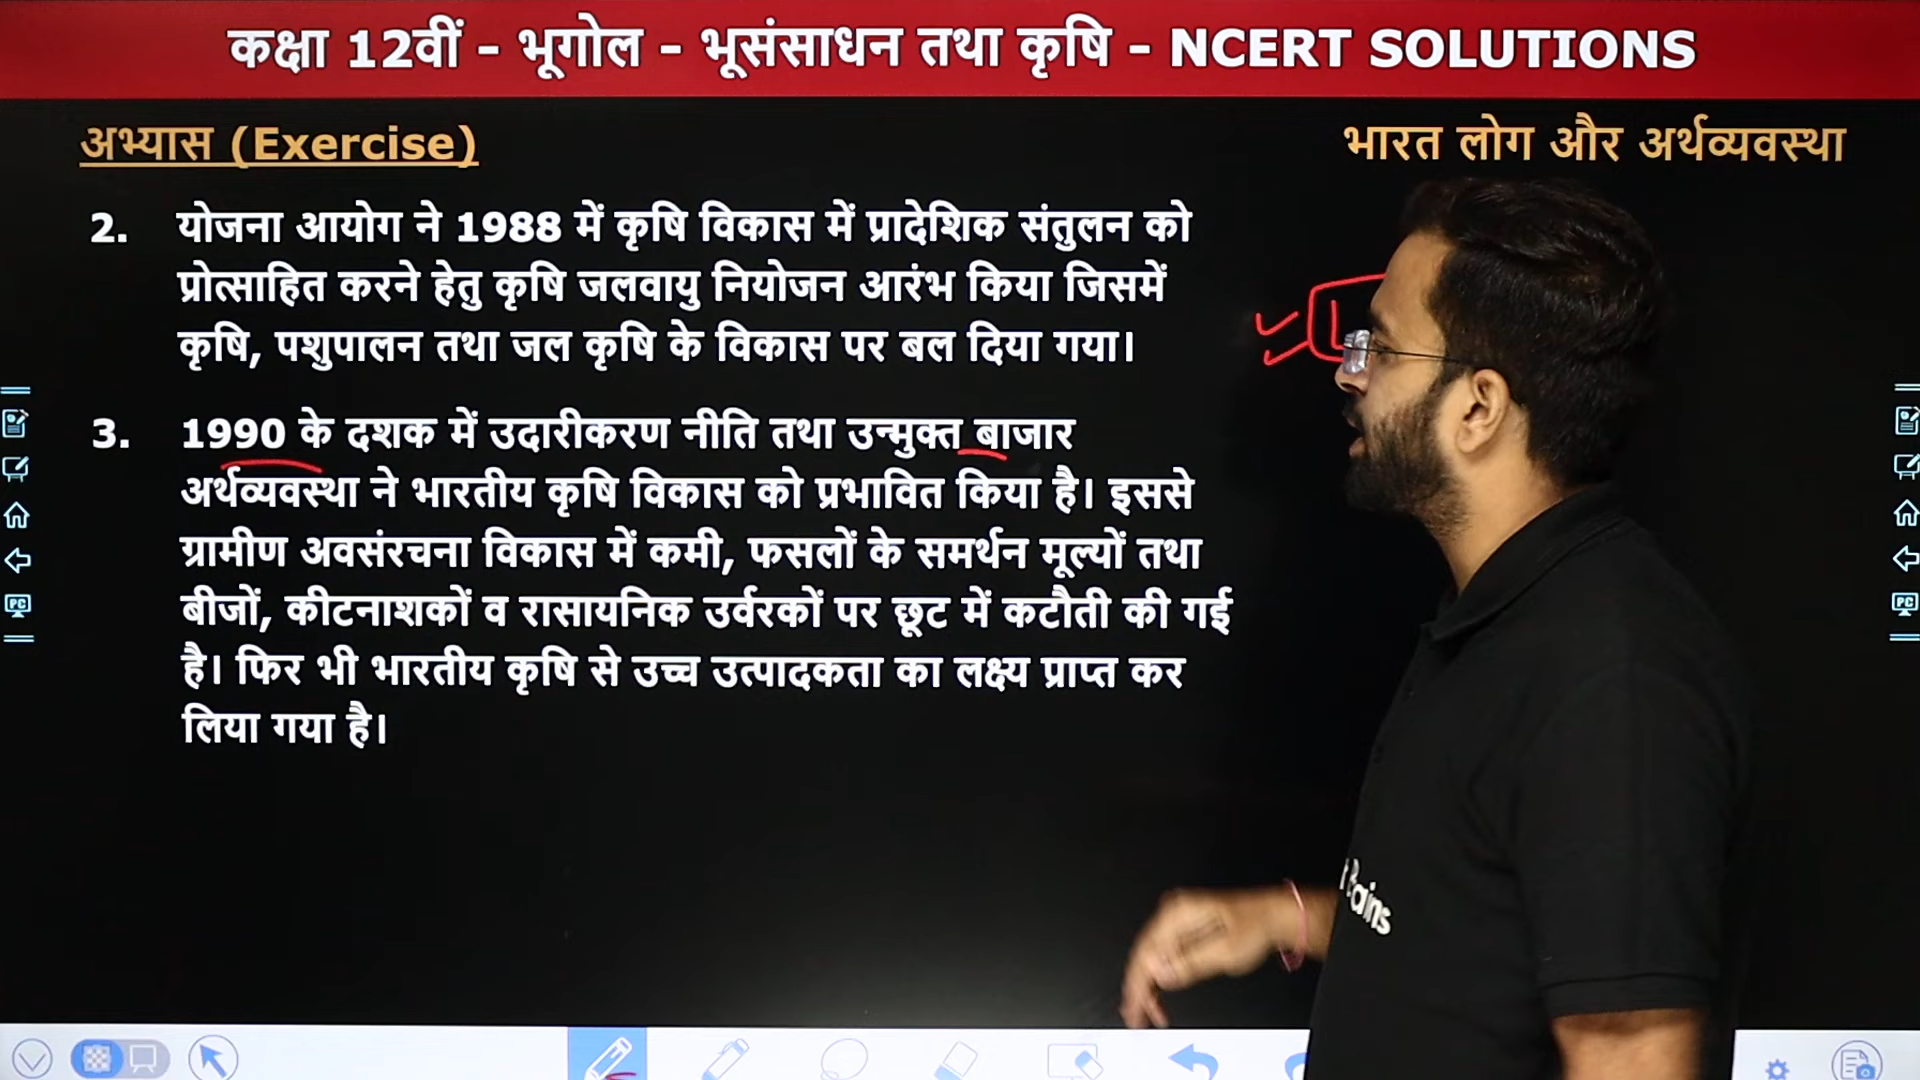 कक्षा 12वीं - भूगोल - भूसंसाधन तथा कृषि - NCERT SOLUTIONS
अभ्यास (Exercise)
भारत लोग और अर्थव्यवस्था
2. योजना आयोग ने 1988 में कृषि विकास में प्रादेशिक संतुलन को
प्रोत्साहित करने हेतु कृषि जलवायु नियोजन आरंभ किया जिसमें
कृषि, पशुपालन तथा जल कृषि के विकास पर बल दिया गया।
3. 1990 के दशक में उदारीकरण नीति तथा उन्मुक्त बाजार
अर्थव्यवस्था ने भारतीय कृषि विकास को प्रभावित किया है। इससे
ग्रामीण अवसंरचना विकास में कमी, फसलों के समर्थन मूल्यों तथा
बीजों, कीटनाशकों व रासायनिक उर्वरकों पर छूट में कटौती की गई
है। फिर भी भारतीय कृषि से उच्च उत्पादकता का लक्ष्य प्राप्त कर
लिया गया है।
PC
PC